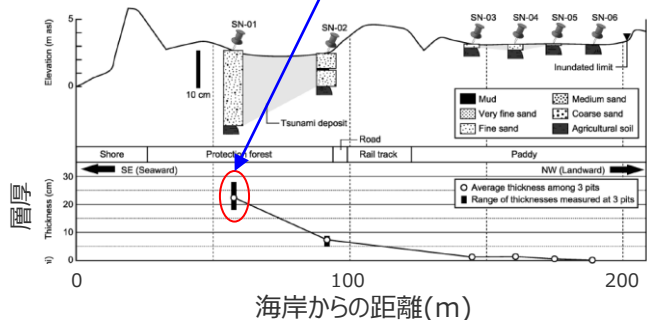 SN-01
SN-02
SN-03
SN-04
SN-05
SN-06
Elevation (m asl)
5
0
10 cm
Tsunami deposit
Inundated limit
Mud
Medium sand
Very fine sand
Coarse sand
Fine sand
Agricultural soil
Road
Shore
Protection forest
Rail track
Paddy
SE (Seaward)
NW (Landward)
層厚
Thickness (cm)
30
20
10
0
Average thickness among 3 pits
Range of thicknesses measured at 3 pits
0
100
200
海岸からの距離(m)